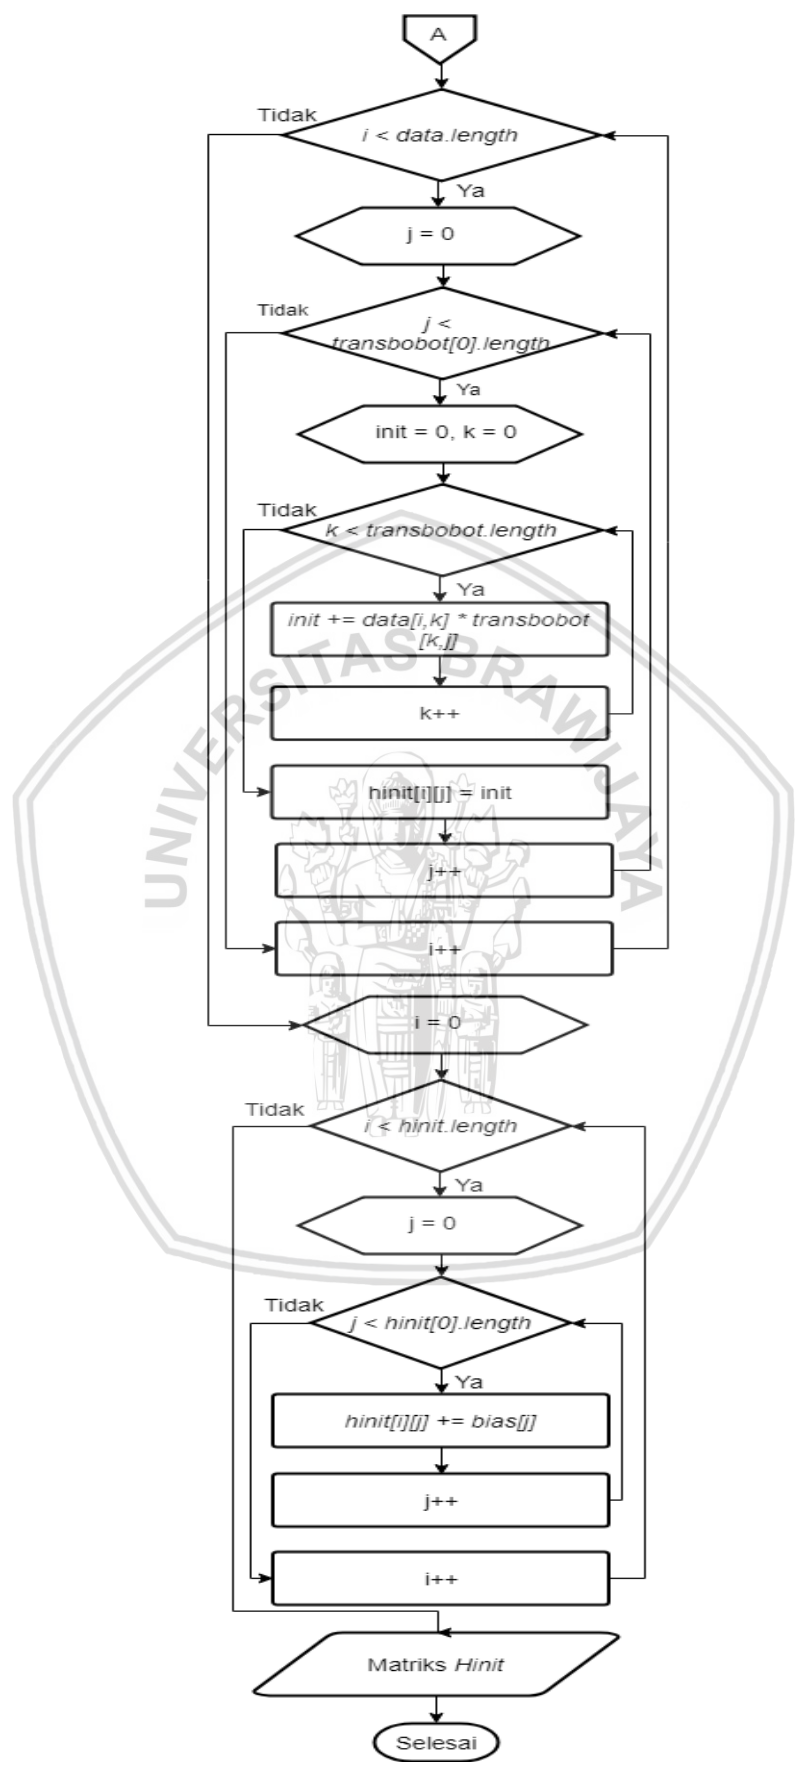 A
Tidak
i < data.length
Ya
j = 0
Tidak
j <
transbobot[0].length
Ya
init = 0, k = 0
Tidak
k < transbobot.length
Ya
init += data[i,k] * transbobot
[k,j]
k++
hinit[i][j] = init
j++
i++
i = 0
Tidak
i < hinit.length
Ya
j = 0
Tidak
j < hinit[0].length
Ya
hinit[i][j] += bias[j]
j++
i++
Matriks Hinit
Selesai
UNIVERSITAS BRAWIJAYA